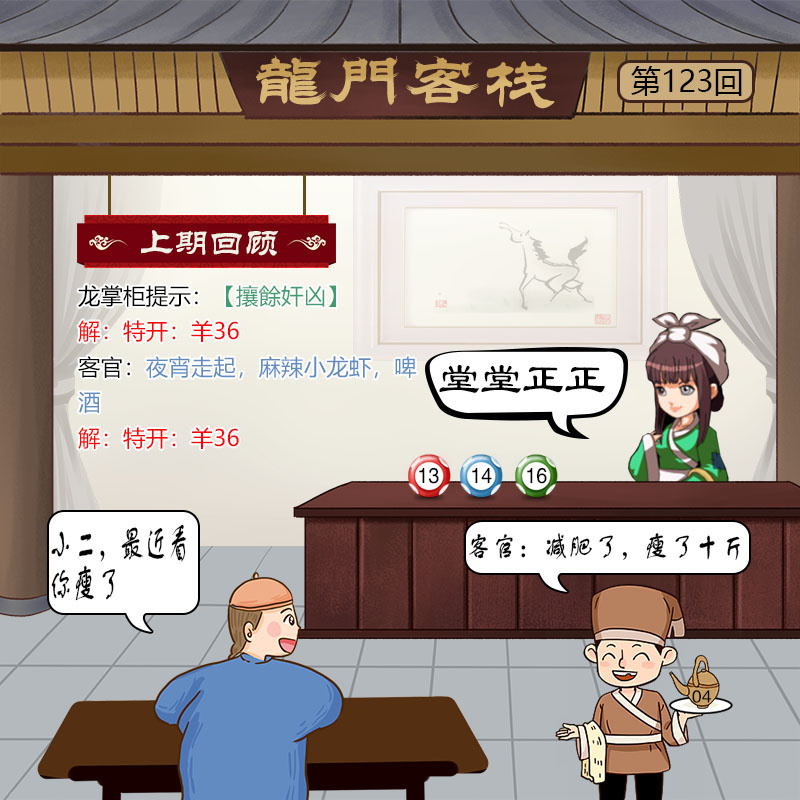 龍門客栈
第123回
上期回顾
龙掌柜提示：【攘餘奸凶】
解：特开：羊36
客官：夜宵走起，麻辣小龙虾，啤
酒
解：特开：羊36
堂堂正正
13 14 16
小二，最近看
你瘦了
客官：减肥了，瘦了十斤
04